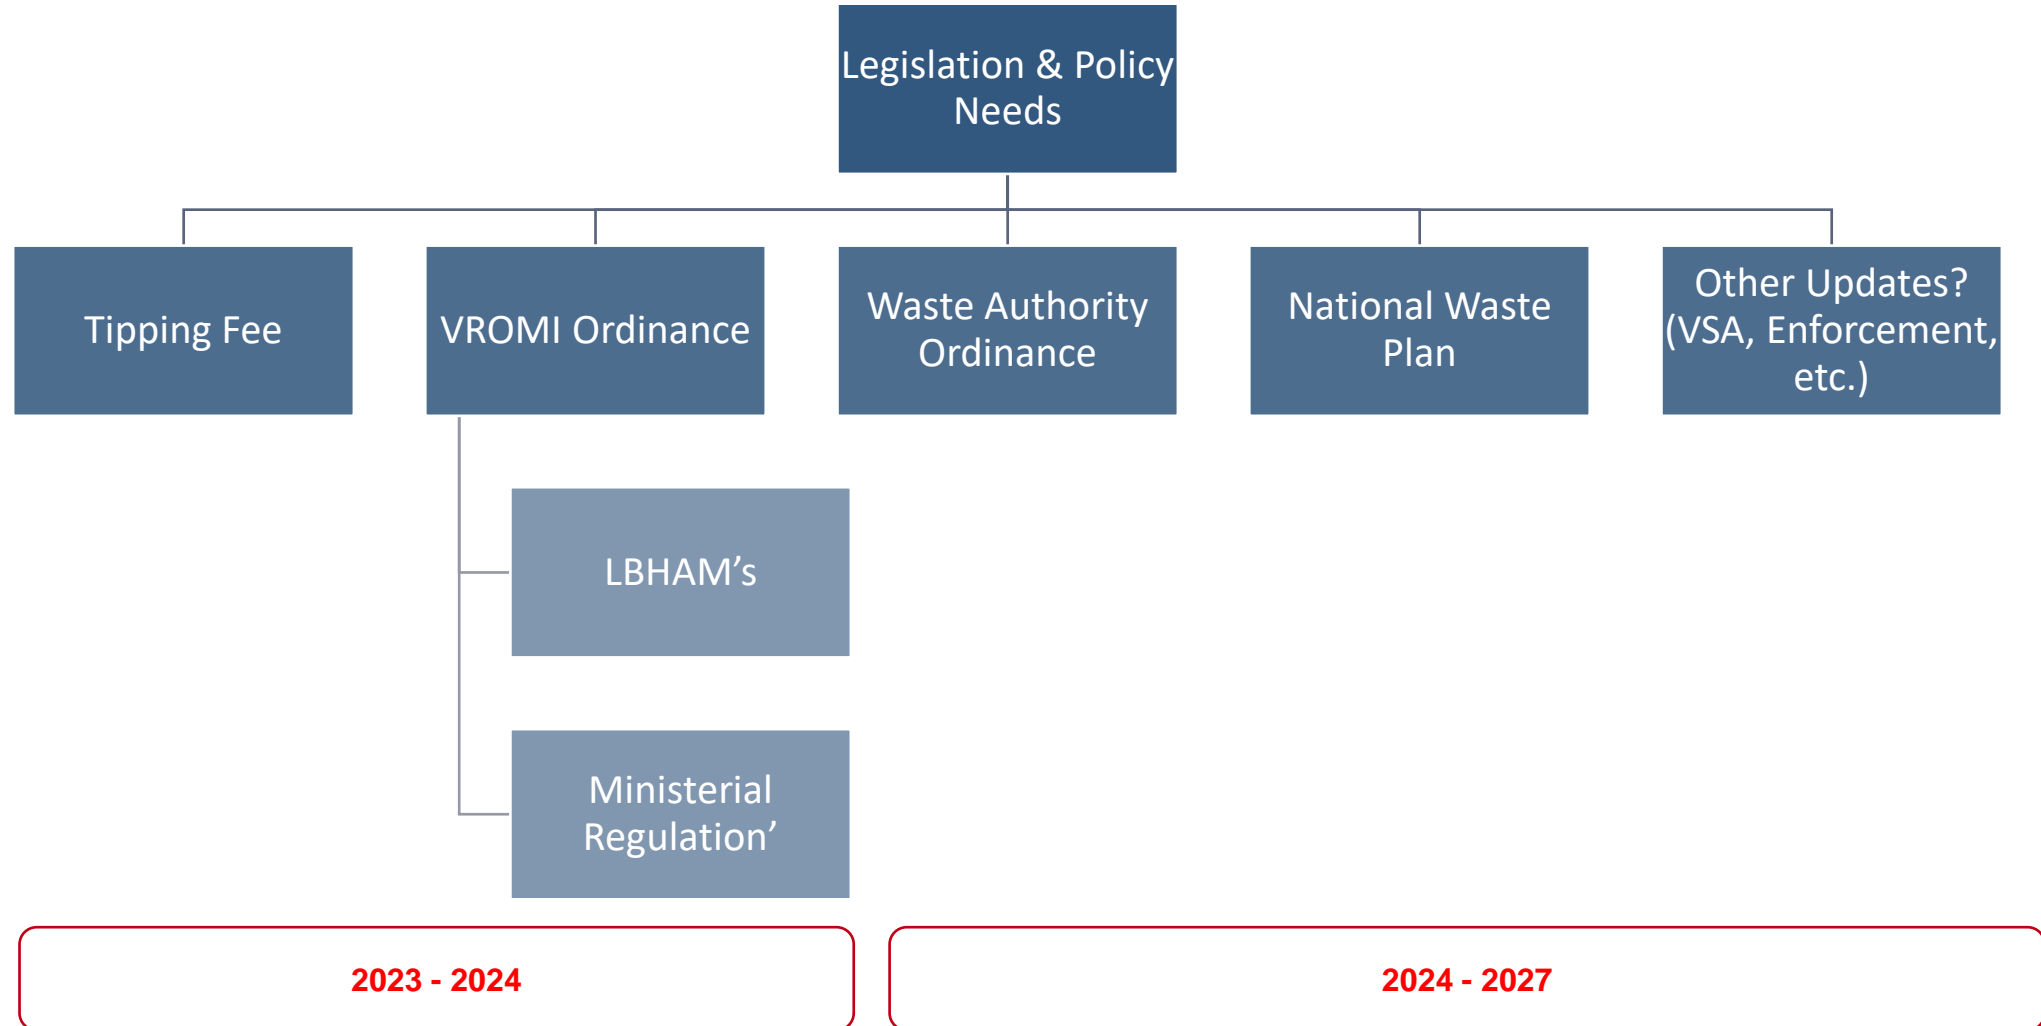 Legislation & Policy
Needs
Tipping Fee
VROMI Ordinance
Waste Authority
Ordinance
National Waste
Plan
Other Updates?
(VSA, Enforcement,
etc.)
LBHAM’s
Ministerial
Regulation’
2023 - 2024
2024 - 2027